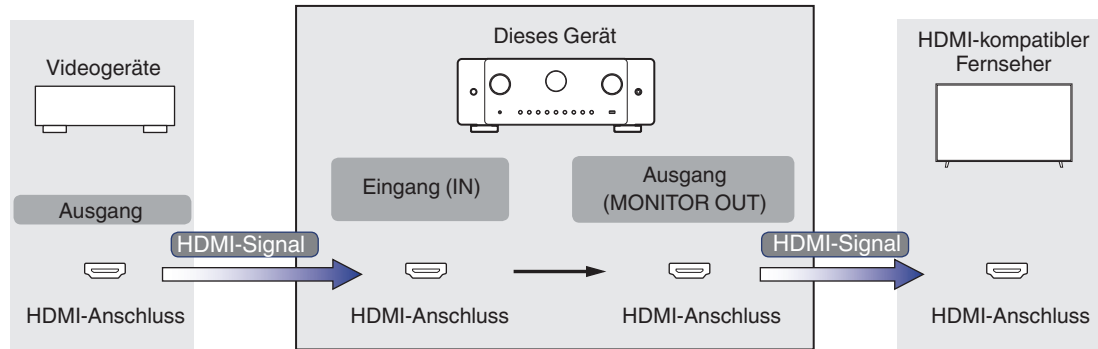 Videogeräte
Ausgang
HDMI-Signal
HDMI-Anschluss
Dieses Gerät
Eingang (IN)
HDMI-Anschluss
Ausgang
(MONITOR OUT)
HDMI-Anschluss
HDMI-Signal
HDMI-kompatibler
Fernseher
HDMI-Anschluss